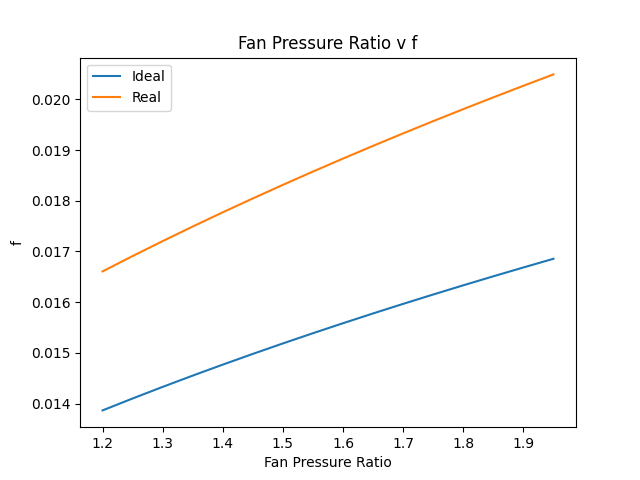 Fan Pressure Ratio v f
Ideal
Real
0.020
0.019
0.018
0.017
0.016
0.015
0.014
f
1.2 1.3 1.4 1.5 1.6 1.7 1.8 1.9
Fan Pressure Ratio